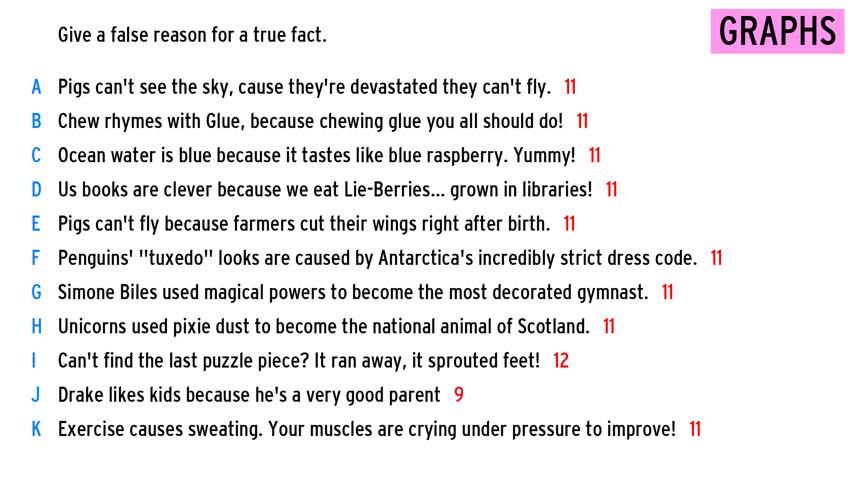 Give a false reason for a true fact.
GRAPHS
A Pigs can't see the sky, cause they're devastated they can't fly. 11
B Chew rhymes with Glue, because chewing glue you all should do! 11
C Ocean water is blue because it tastes like blue raspberry. Yummy! 11
D Us books are clever because we eat Lie-Berries... grown in libraries! 11
E Pigs can't fly because farmers cut their wings right after birth. 11
F Penguins' "tuxedo" looks are caused by Antarctica's incredibly strict dress code. 11
G Simone Biles used magical powers to become the most decorated gymnast. 11
H Unicorns used pixie dust to become the national animal of Scotland. 11
I Can't find the last puzzle piece? It ran away, it sprouted feet! 12
J Drake likes kids because he's a very good parent 9
K Exercise causes sweating. Your muscles are crying under pressure to improve! 11